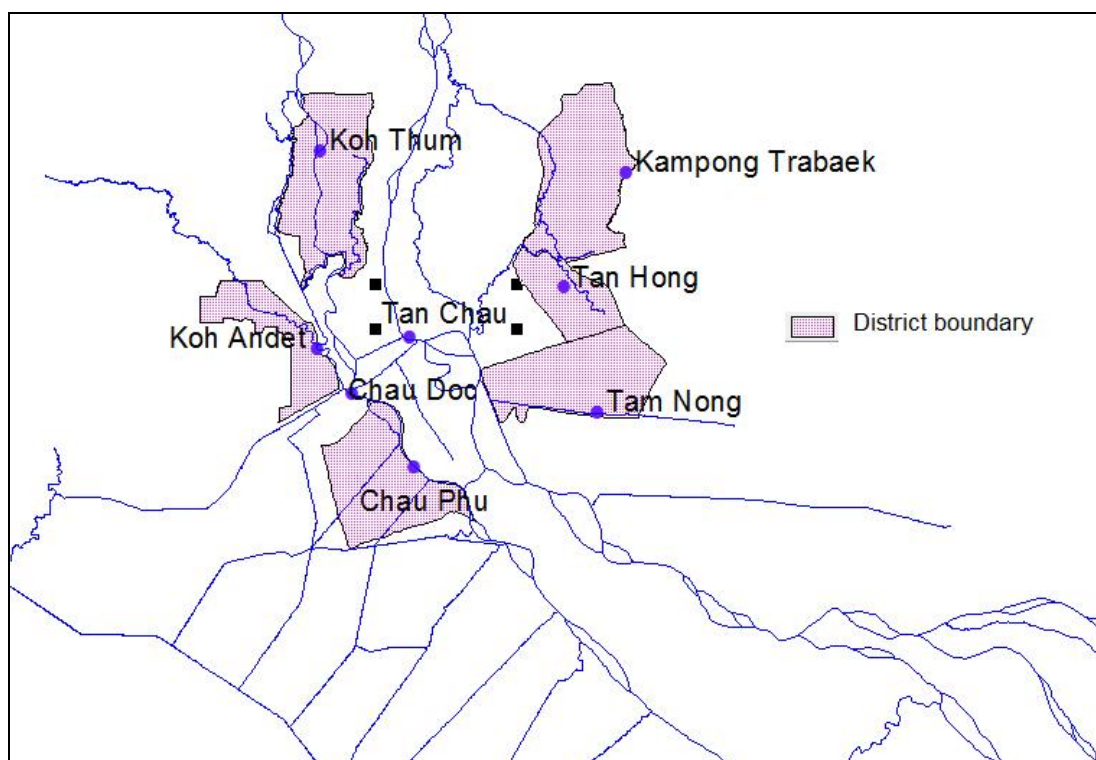 Koh Thum
Kampong Trabaek
Tan Hong
Tan Chau
District boundary
Koh Andet
Chau Doc
Tam Nong
Chau Phu